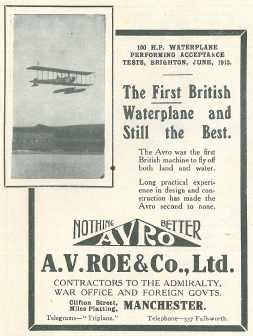 100 H.P. WATERPLANE
PERFORMING ACCEPTANCE
TESTS, BRIGHTON, JUNE, 1913.
The First British
Waterplane and
Still the Best.
The Avro was the first
British machine to fly off
both land and water.
Long practical experi-
ence in design and con-
struction has made the
Avro second to none.
NOTHING BETTER
AVRO
A.V. ROE & Co., Ltd.
CONTRACTORS TO THE ADMIRALTY,
WAR OFFICE AND FOREIGN GOVTS.
Clifton Street,
Miles Platting, MANCHESTER.
Telegrams—"Triplane." Telephone—337 Failsworth.